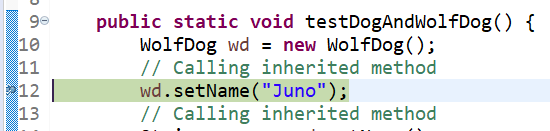 9 public static void testDogAndWolfDog() {
10 WolfDog wd = new WolfDog();
11 // Calling inherited method
12 wd.setName("Juno");
13 // Calling inherited method